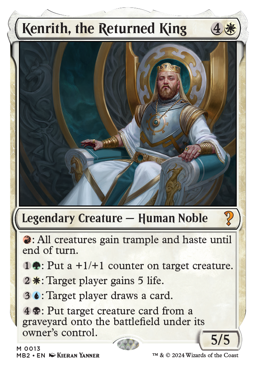 Kenrith, the Returned King 4
Legendary Creature — Human Noble
: All creatures gain trample and haste until
end of turn.
1: Put a +1/+1 counter on target creature.
2: Target player gains 5 life.
3: Target player draws a card.
4: Put target creature card from a
graveyard onto the battlefield under its
owner's control.
5/5
M 0013
MB2 • EN KIERAN YANNER
™ & © 2024 Wizards of the Coast